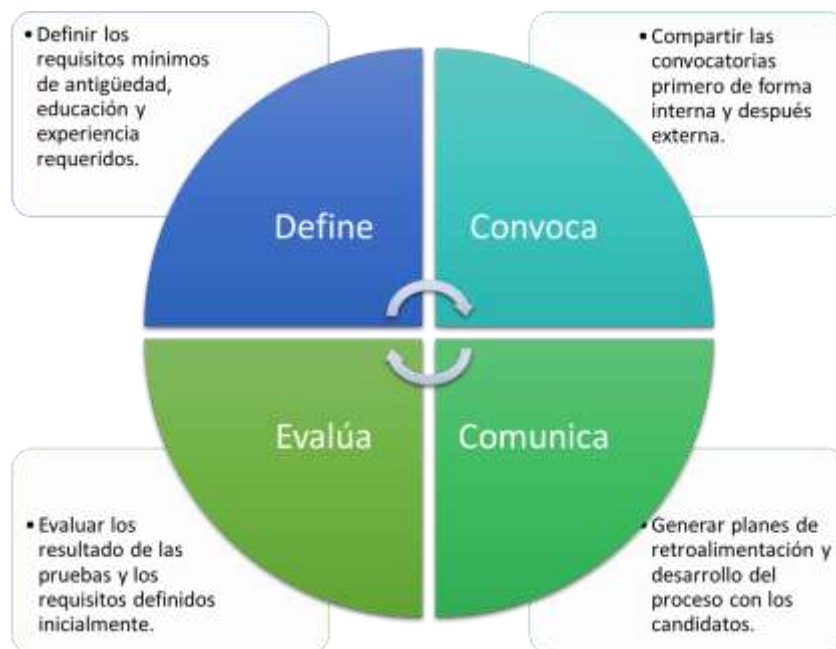 • Definir los
requisitos mínimos
de antigüedad,
educación y
experiencia
requeridos.
• Compartir las
convocatorias
primero de forma
interna y después
externa.
Define
Convoca
Evalúa
Comunica
• Evaluar los
resultado de las
pruebas y los
requisitos definidos
inicialmente.
• Generar planes de
retroalimentación y
desarrollo del
proceso con los
candidatos.